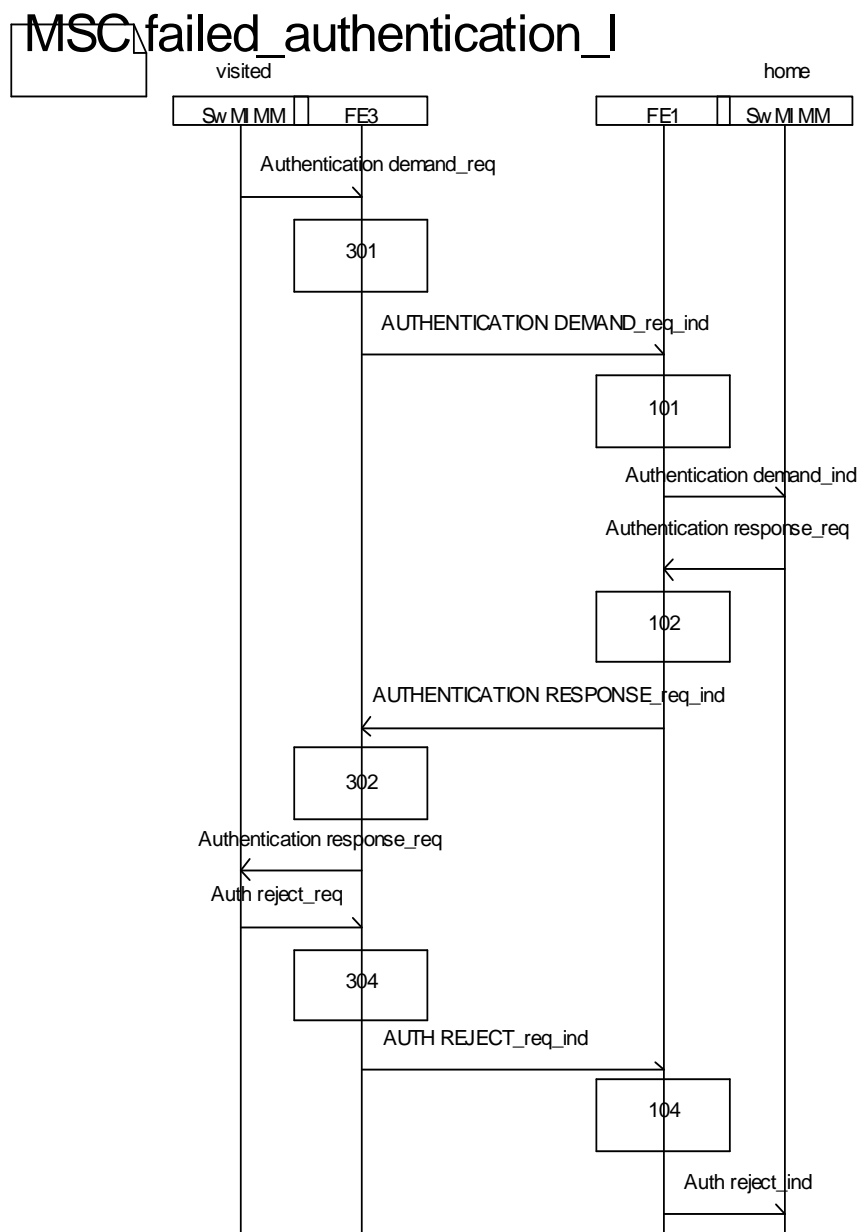 MSC failed_authentication_I
visited home
SwMI MM FE3 FE1 SwMI MM
Authentication demand_req
301
AUTHENTICATION DEMAND_req_ind
101
Authentication demand_ind
Authentication response_req
102
AUTHENTICATION RESPONSE_req_ind
302
Authentication response_req
Auth reject_req
304
AUTH REJECT_req_ind
104
Auth reject_ind